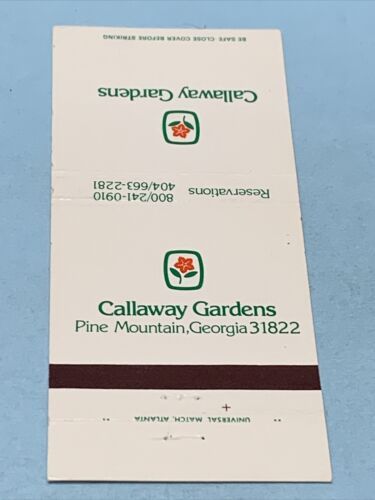 BE SAFE CLOSE COVER BEFORE STRIKING
Callaway Gardens
Reservations
800/241-0910
404/663-2281
Callaway Gardens
Pine Mountain, Georgia 31822
UNIVERSAL MATCH, ATLANTA